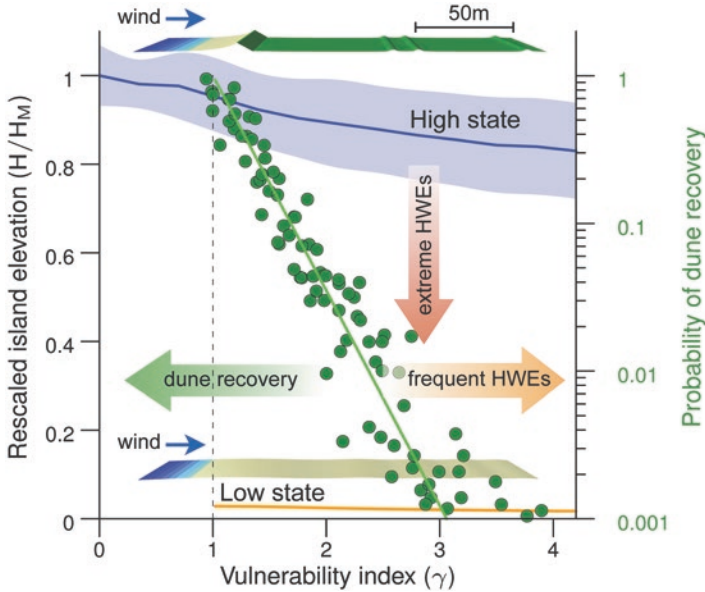 wind
50m
1
0.8
0.6
0.4
0.2
0
Rescaled island elevation (H/H_M)
High state
extreme HWEs
dune recovery
frequent HWEs
wind
Low state
1
0.1
0.01
0.001
Probability of dune recovery
0
1
2
3
4
Vulnerability index (γ)